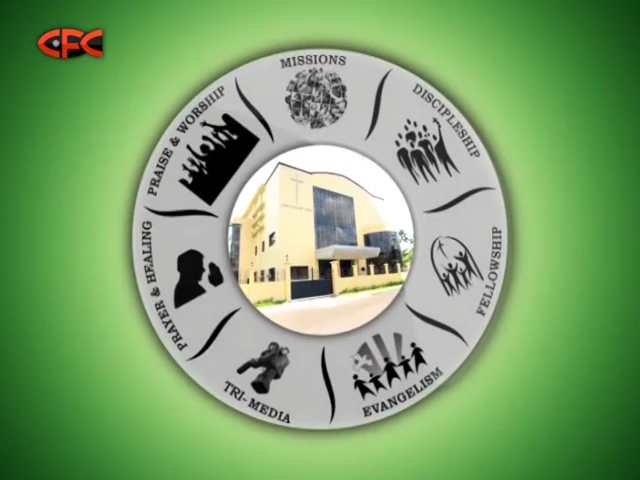 CFC
MISSIONS
DISCIPLESHIP
FELLOWSHIP
EVANGELISM
TRI-MEDIA
PRAYER & HEALING
PRAISE & WORSHIP